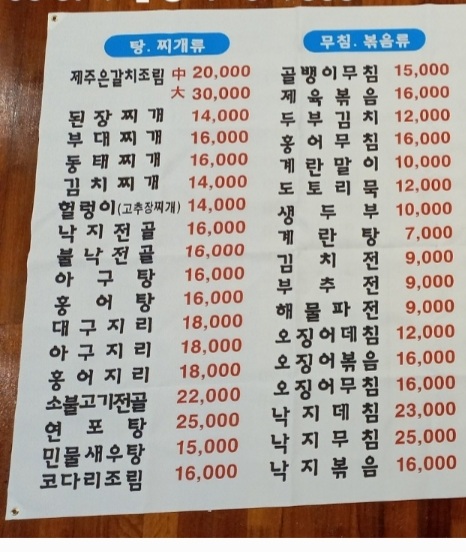 탕. 찌개류
제주은갈치조림 中 20,000
大 30,000
된장찌개 14,000
부대찌개 16,000
동태찌개 16,000
김치찌개 14,000
헐렁이(고추장찌개) 14,000
낙지전골 16,000
불낙전골 16,000
아구탕 16,000
홍어탕 16,000
대구지리 18,000
아구지리 18,000
홍어지리 18,000
소불고기전골 22,000
연포탕 25,000
민물새우탕 15,000
코다리조림 16,000
무침. 볶음류
골뱅이무침 15,000
제육볶음 16,000
두부김치 12,000
홍어무침 16,000
계란말이 10,000
도토리묵 12,000
생두부 10,000
계란탕 7,000
김치전 9,000
부추전 9,000
해물파전 9,000
오징어데침 12,000
오징어볶음 16,000
오징어무침 16,000
낙지데침 23,000
낙지무침 25,000
낙지볶음 16,000